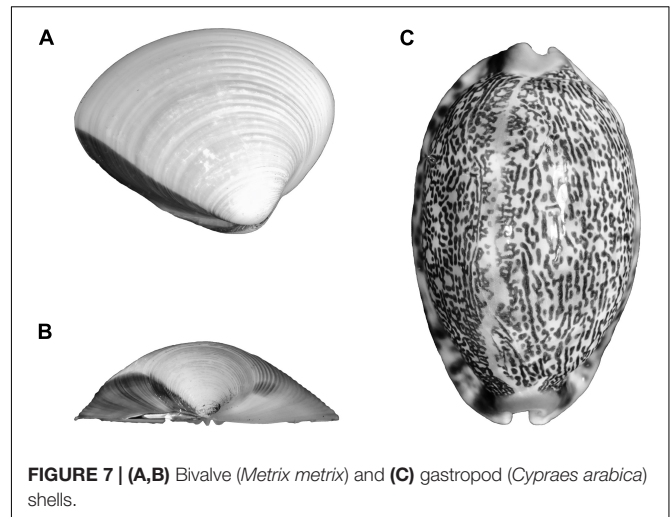 A
C
B
FIGURE 7 | (A,B) Bivalve (Metrix metrix) and (C) gastropod (Cypraes arabica)
shells.